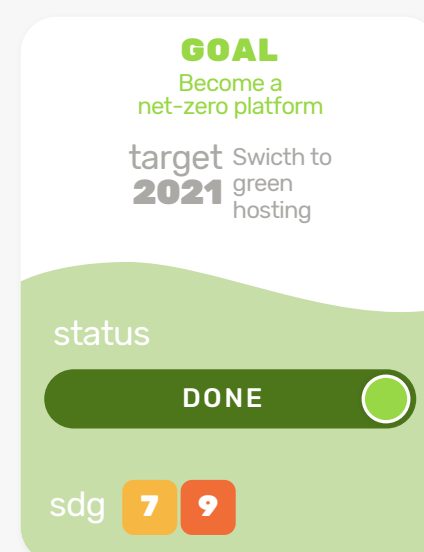 GOAL
Become a
net-zero platform
target
2021
Swicth to
green
hosting
status
DONE
sdg 7 9